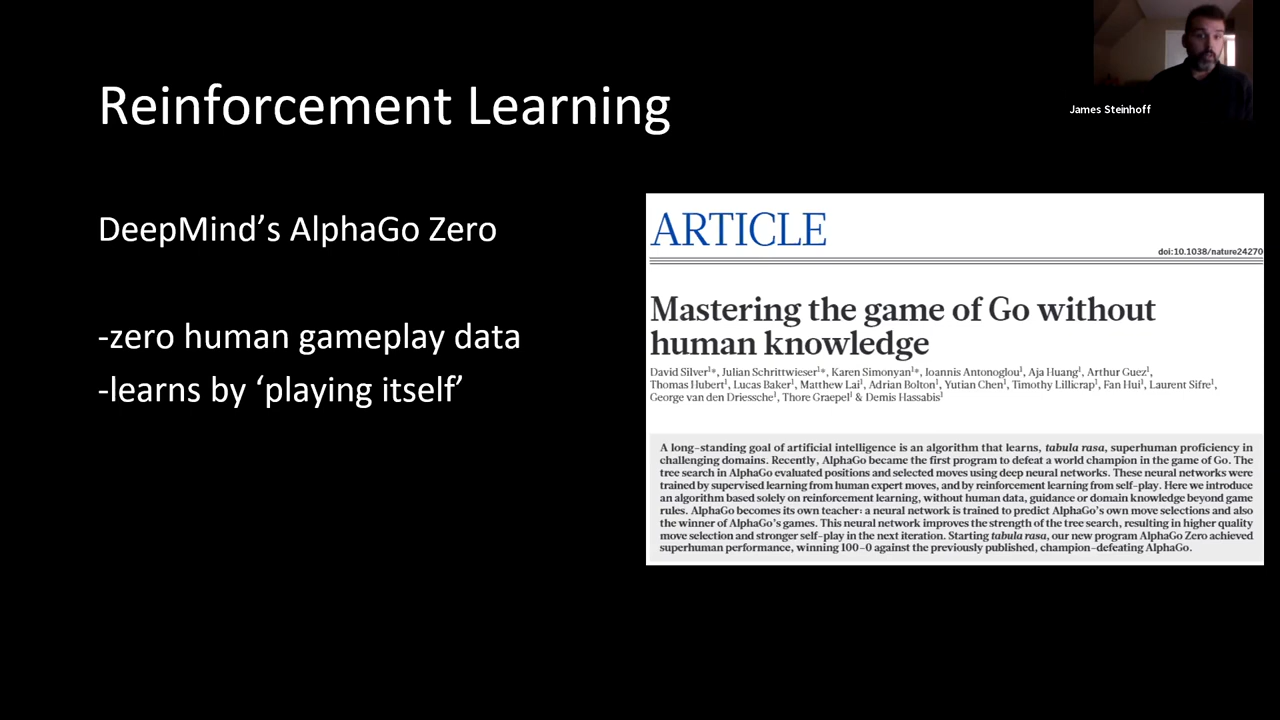 Reinforcement Learning
James Steinhoff
DeepMind’s AlphaGo Zero
-zero human gameplay data
-learns by ‘playing itself’
ARTICLE
doi:10.1038/nature24270
Mastering the game of Go without
human knowledge
David Silver1*, Julian Schrittwieser1*, Karen Simonyan1*, Ioannis Antonoglou1, Aja Huang1, Arthur Guez1,
Thomas Hubert1, Lucas Baker1, Matthew Lai1, Adrian Bolton1, Yutian Chen1, Timothy Lillicrap1, Fan Hui1, Laurent Sifre1,
George van den Driessche1, Thore Graepel1 & Demis Hassabis1
A long-standing goal of artificial intelligence is an algorithm that learns, tabula rasa, superhuman proficiency in
challenging domains. Recently, AlphaGo became the first program to defeat a world champion in the game of Go. The
tree search in AlphaGo evaluated positions and selected moves using deep neural networks. These neural networks were
trained by supervised learning from human expert moves, and by reinforcement learning from self-play. Here we introduce
an algorithm based solely on reinforcement learning, without human data, guidance or domain knowledge beyond game
rules. AlphaGo becomes its own teacher: a neural network is trained to predict AlphaGo’s own move selections and also
the winner of AlphaGo’s games. This neural network improves the strength of the tree search, resulting in higher quality
move selection and stronger self-play in the next iteration. Starting tabula rasa, our new program AlphaGo Zero achieved
superhuman performance, winning 100–0 against the previously published, champion-defeating AlphaGo.